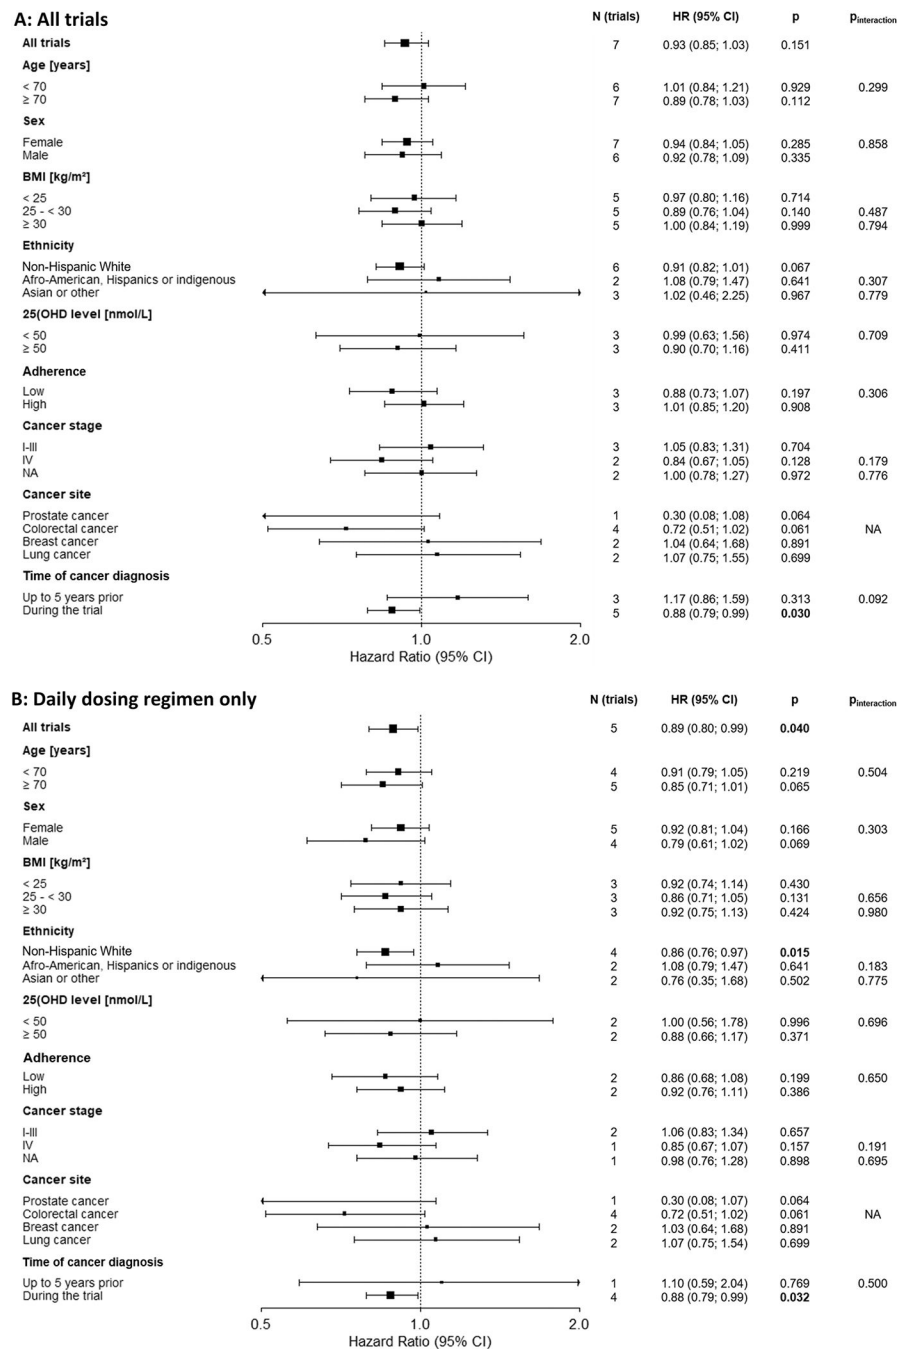 A: All trials
N (trials) HR (95% CI) p pinteraction
All trials 7 0.93 (0.85; 1.03) 0.151
Age [years]
< 70 6 1.01 (0.84; 1.21) 0.929 0.299
≥ 70 7 0.89 (0.78; 1.03) 0.112
Sex
Female 7 0.94 (0.84; 1.05) 0.285 0.858
Male 6 0.92 (0.78; 1.09) 0.335
BMI [kg/m²]
< 25 5 0.97 (0.80; 1.16) 0.714
25 - < 30 5 0.89 (0.76; 1.04) 0.140 0.487
≥ 30 5 1.00 (0.84; 1.19) 0.999 0.794
Ethnicity
Non-Hispanic White 6 0.91 (0.82; 1.01) 0.067
Afro-American, Hispanics or indigenous 2 1.08 (0.79; 1.47) 0.641 0.307
Asian or other 3 1.02 (0.46; 2.25) 0.967 0.779
25(OHD level [nmol/L]
< 50 3 0.99 (0.63; 1.56) 0.974 0.709
≥ 50 3 0.90 (0.70; 1.16) 0.411
Adherence
Low 3 0.88 (0.73; 1.07) 0.197 0.306
High 3 1.01 (0.85; 1.20) 0.908
Cancer stage
I-III 3 1.05 (0.83; 1.31) 0.704
IV 2 0.84 (0.67; 1.05) 0.128 0.179
NA 2 1.00 (0.78; 1.27) 0.972 0.776
Cancer site
Prostate cancer 1 0.30 (0.08; 1.08) 0.064
Colorectal cancer 4 0.72 (0.51; 1.02) 0.061 NA
Breast cancer 2 1.04 (0.64; 1.68) 0.891
Lung cancer 2 1.07 (0.75; 1.55) 0.699
Time of cancer diagnosis
Up to 5 years prior 3 1.17 (0.86; 1.59) 0.313 0.092
During the trial 5 0.88 (0.79; 0.99) 0.030
0.5 1.0 2.0
Hazard Ratio (95% CI)
B: Daily dosing regimen only
N (trials) HR (95% CI) p pinteraction
All trials 5 0.89 (0.80; 0.99) 0.040
Age [years]
< 70 4 0.91 (0.79; 1.05) 0.219 0.504
≥ 70 5 0.85 (0.71; 1.01) 0.065
Sex
Female 5 0.92 (0.81; 1.04) 0.166 0.303
Male 4 0.79 (0.61; 1.02) 0.069
BMI [kg/m²]
< 25 3 0.92 (0.74; 1.14) 0.430
25 - < 30 3 0.86 (0.71; 1.05) 0.131 0.656
≥ 30 3 0.92 (0.75; 1.13) 0.424 0.980
Ethnicity
Non-Hispanic White 4 0.86 (0.76; 0.97) 0.015
Afro-American, Hispanics or indigenous 2 1.08 (0.79; 1.47) 0.641 0.183
Asian or other 2 0.76 (0.35; 1.68) 0.502 0.775
25(OHD level [nmol/L]
< 50 2 1.00 (0.56; 1.78) 0.996 0.696
≥ 50 2 0.88 (0.66; 1.17) 0.371
Adherence
Low 2 0.86 (0.68; 1.08) 0.199 0.650
High 2 0.92 (0.76; 1.11) 0.386
Cancer stage
I-III 2 1.06 (0.83; 1.34) 0.657
IV 1 0.85 (0.67; 1.07) 0.157 0.191
NA 1 0.98 (0.76; 1.28) 0.898 0.695
Cancer site
Prostate cancer 1 0.30 (0.08; 1.07) 0.064
Colorectal cancer 4 0.72 (0.51; 1.02) 0.061 NA
Breast cancer 2 1.03 (0.64; 1.68) 0.891
Lung cancer 2 1.07 (0.75; 1.54) 0.699
Time of cancer diagnosis
Up to 5 years prior 1 1.10 (0.59; 2.04) 0.769 0.500
During the trial 4 0.88 (0.79; 0.99) 0.032
0.5 1.0 2.0
Hazard Ratio (95% CI)